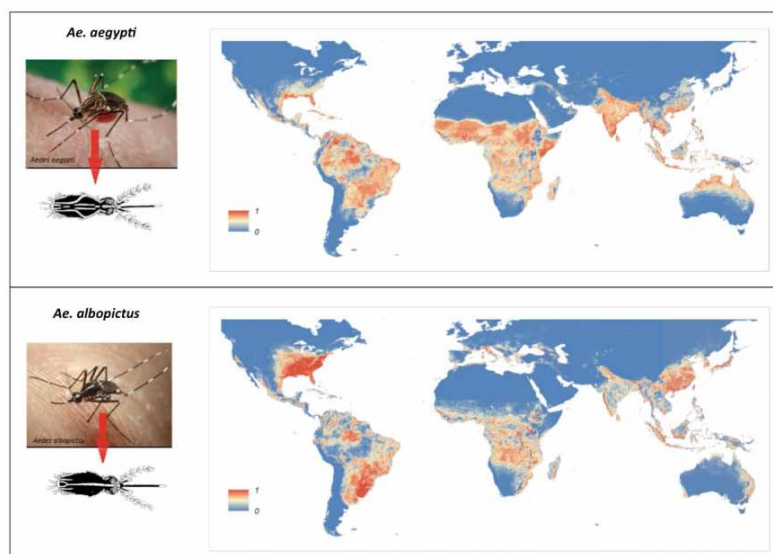 Ae. aegypti
Aedes aegypti
1
0
Ae. albopictus
Aedes albopictus
1
0